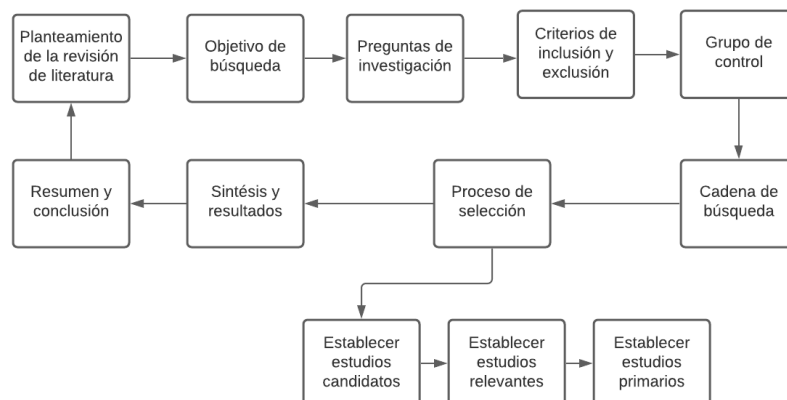 Planteamiento
de la revisión
de literatura
Objetivo de
búsqueda
Preguntas de
investigación
Criterios de
inclusión y
exclusión
Grupo de
control
Resumen y
conclusión
Sintésis y
resultados
Proceso de
selección
Cadena de
búsqueda
Establecer
estudios
candidatos
Establecer
estudios
relevantes
Establecer
estudios
primarios